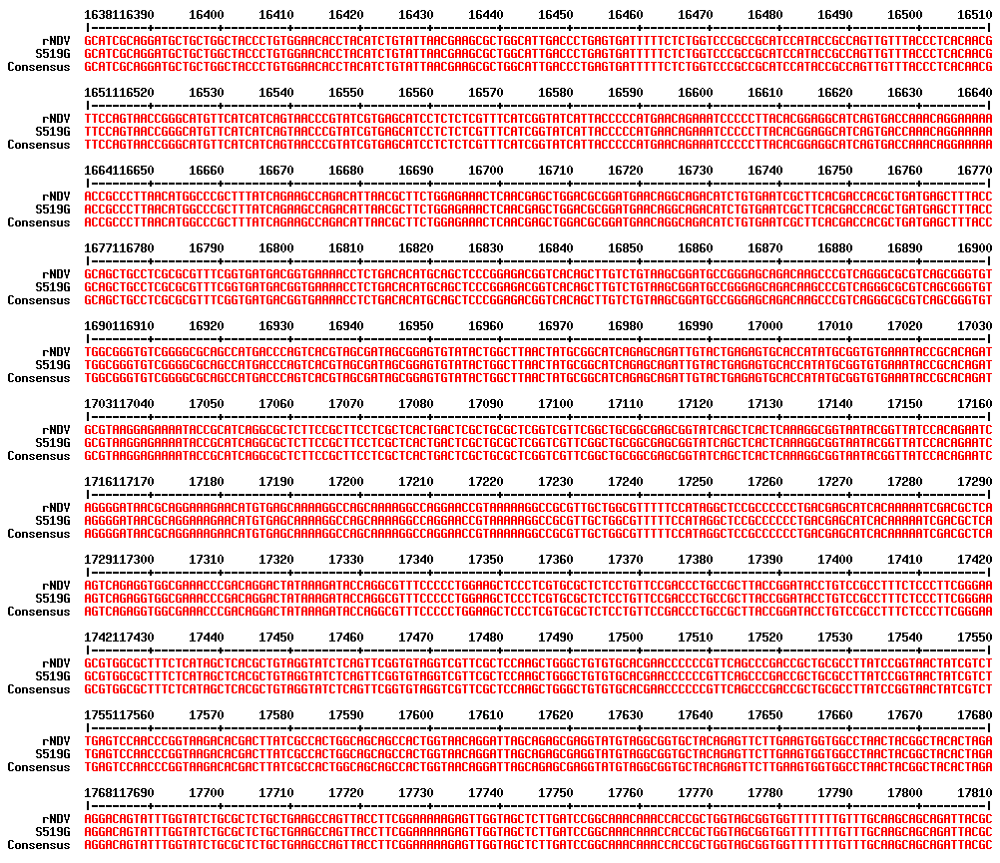 1638116390 16400 16410 16420 16430 16440 16450 16460 16470 16480 16490 16500 16510
rNDV GCATCGCAGGATGCTGCTGGCTACCCTGTGGAACACCTACATCTGTATTAACGAAGCGCTGGCATTGACCCTGAGTGATTTTTCTCTGGTCCCGCCGCATCCATACCGCCAGTTGTTTACCCTCACAACG
S519G GCATCGCAGGATGCTGCTGGCTACCCTGTGGAACACCTACATCTGTATTAACGAAGCGCTGGCATTGACCCTGAGTGATTTTTCTCTGGTCCCGCCGCATCCATACCGCCAGTTGTTTACCCTCACAACG
Consensus GCATCGCAGGATGCTGCTGGCTACCCTGTGGAACACCTACATCTGTATTAACGAAGCGCTGGCATTGACCCTGAGTGATTTTTCTCTGGTCCCGCCGCATCCATACCGCCAGTTGTTTACCCTCACAACG
1651116520 16530 16540 16550 16560 16570 16580 16590 16600 16610 16620 16630 16640
rNDV TTCCAGTAACCGGGCATGTTCATCATCAGTAACCCGTATCGTGAGCATCCTCTCTCGTTTCATCGGTATCATTACCCCCATGAACAGAAATCCCCCTTACACGGAGGCATCAGTGACCAAACAGGAAAAA
S519G TTCCAGTAACCGGGCATGTTCATCATCAGTAACCCGTATCGTGAGCATCCTCTCTCGTTTCATCGGTATCATTACCCCCATGAACAGAAATCCCCCTTACACGGAGGCATCAGTGACCAAACAGGAAAAA
Consensus TTCCAGTAACCGGGCATGTTCATCATCAGTAACCCGTATCGTGAGCATCCTCTCTCGTTTCATCGGTATCATTACCCCCATGAACAGAAATCCCCCTTACACGGAGGCATCAGTGACCAAACAGGAAAAA
1664116650 16660 16670 16680 16690 16700 16710 16720 16730 16740 16750 16760 16770
rNDV ACCGCCCTTAACATGGCCCGCTTTATCAGAAGCCAGACATTAACGCTTCTGGAGAAACTCAACGAGCTGGACGCGGATGAACAGGCAGACATCTGTGAATCGCTTCACGACCACGCTGATGAGCTTTACC
S519G ACCGCCCTTAACATGGCCCGCTTTATCAGAAGCCAGACATTAACGCTTCTGGAGAAACTCAACGAGCTGGACGCGGATGAACAGGCAGACATCTGTGAATCGCTTCACGACCACGCTGATGAGCTTTACC
Consensus ACCGCCCTTAACATGGCCCGCTTTATCAGAAGCCAGACATTAACGCTTCTGGAGAAACTCAACGAGCTGGACGCGGATGAACAGGCAGACATCTGTGAATCGCTTCACGACCACGCTGATGAGCTTTACC
1677116780 16790 16800 16810 16820 16830 16840 16850 16860 16870 16880 16890 16900
rNDV GCAGCTGCCTCGCGCGTTTCGGTGATGACGGTGAAAACCTCTGACACATGCAGCTCCCGGAGACGGTCACAGCTTGTCTGTAAGCGGATGCCGGGAGCAGACAAGCCCGTCAGGGCGCGTCAGCGGGTGT
S519G GCAGCTGCCTCGCGCGTTTCGGTGATGACGGTGAAAACCTCTGACACATGCAGCTCCCGGAGACGGTCACAGCTTGTCTGTAAGCGGATGCCGGGAGCAGACAAGCCCGTCAGGGCGCGTCAGCGGGTGT
Consensus GCAGCTGCCTCGCGCGTTTCGGTGATGACGGTGAAAACCTCTGACACATGCAGCTCCCGGAGACGGTCACAGCTTGTCTGTAAGCGGATGCCGGGAGCAGACAAGCCCGTCAGGGCGCGTCAGCGGGTGT
1690116910 16920 16930 16940 16950 16960 16970 16980 16990 17000 17010 17020 17030
rNDV TGGCGGGTGTCGGGGCGCAGCCATGACCCAGTCACGTAGCGATAGCGGAGTGTATACTGGCTTAACTATGCGGCATCAGAGCAGATTGTACTGAGAGTGCACCATATGCGGTGTGAAATACCGCACAGAT
S519G TGGCGGGTGTCGGGGCGCAGCCATGACCCAGTCACGTAGCGATAGCGGAGTGTATACTGGCTTAACTATGCGGCATCAGAGCAGATTGTACTGAGAGTGCACCATATGCGGTGTGAAATACCGCACAGAT
Consensus TGGCGGGTGTCGGGGCGCAGCCATGACCCAGTCACGTAGCGATAGCGGAGTGTATACTGGCTTAACTATGCGGCATCAGAGCAGATTGTACTGAGAGTGCACCATATGCGGTGTGAAATACCGCACAGAT
1703117040 17050 17060 17070 17080 17090 17100 17110 17120 17130 17140 17150 17160
rNDV GCGTAAGGAGAAAATACCGCATCAGGCGCTCTTCCGCTTCCTCGCTCACTGACTCGCTGCGCTCGGTCGTTCGGCTGCGGCGAGCGGTATCAGCTCACTCAAAGGCGGTAATACGGTTATCCACAGAATC
S519G GCGTAAGGAGAAAATACCGCATCAGGCGCTCTTCCGCTTCCTCGCTCACTGACTCGCTGCGCTCGGTCGTTCGGCTGCGGCGAGCGGTATCAGCTCACTCAAAGGCGGTAATACGGTTATCCACAGAATC
Consensus GCGTAAGGAGAAAATACCGCATCAGGCGCTCTTCCGCTTCCTCGCTCACTGACTCGCTGCGCTCGGTCGTTCGGCTGCGGCGAGCGGTATCAGCTCACTCAAAGGCGGTAATACGGTTATCCACAGAATC
1716117170 17180 17190 17200 17210 17220 17230 17240 17250 17260 17270 17280 17290
rNDV AGGGGATAACGCAGGAAAGAACATGTGAGCAAAAGGCCAGCAAAAGGCCAGGAACCGTAAAAAGGCCGCGTTGCTGGCGTTTTTCCATAGGCTCCGCCCCCCTGACGAGCATCACAAAAATCGACGCTCA
S519G AGGGGATAACGCAGGAAAGAACATGTGAGCAAAAGGCCAGCAAAAGGCCAGGAACCGTAAAAAGGCCGCGTTGCTGGCGTTTTTCCATAGGCTCCGCCCCCCTGACGAGCATCACAAAAATCGACGCTCA
Consensus AGGGGATAACGCAGGAAAGAACATGTGAGCAAAAGGCCAGCAAAAGGCCAGGAACCGTAAAAAGGCCGCGTTGCTGGCGTTTTTCCATAGGCTCCGCCCCCCTGACGAGCATCACAAAAATCGACGCTCA
1729117300 17310 17320 17330 17340 17350 17360 17370 17380 17390 17400 17410 17420
rNDV AGTCAGAGGTGGCGAAACCCGACAGGACTATAAAGATACCAGGCGTTTCCCCCTGGAAGCTCCCTCGTGCGCTCTCCTGTTCCGACCCTGCCGCTTACCGGATACCTGTCCGCCTTTCTCCCTTCGGGAA
S519G AGTCAGAGGTGGCGAAACCCGACAGGACTATAAAGATACCAGGCGTTTCCCCCTGGAAGCTCCCTCGTGCGCTCTCCTGTTCCGACCCTGCCGCTTACCGGATACCTGTCCGCCTTTCTCCCTTCGGGAA
Consensus AGTCAGAGGTGGCGAAACCCGACAGGACTATAAAGATACCAGGCGTTTCCCCCTGGAAGCTCCCTCGTGCGCTCTCCTGTTCCGACCCTGCCGCTTACCGGATACCTGTCCGCCTTTCTCCCTTCGGGAA
1742117430 17440 17450 17460 17470 17480 17490 17500 17510 17520 17530 17540 17550
rNDV GCGTGGCGCTTTCTCATAGCTCACGCTGTAGGTATCTCAGTTCGGTGTAGGTCGTTCGCTCCAAGCTGGGCTGTGTGCACGAACCCCCCGTTCAGCCCGACCGCTGCGCCTTATCCGGTAACTATCGTCT
S519G GCGTGGCGCTTTCTCATAGCTCACGCTGTAGGTATCTCAGTTCGGTGTAGGTCGTTCGCTCCAAGCTGGGCTGTGTGCACGAACCCCCCGTTCAGCCCGACCGCTGCGCCTTATCCGGTAACTATCGTCT
Consensus GCGTGGCGCTTTCTCATAGCTCACGCTGTAGGTATCTCAGTTCGGTGTAGGTCGTTCGCTCCAAGCTGGGCTGTGTGCACGAACCCCCCGTTCAGCCCGACCGCTGCGCCTTATCCGGTAACTATCGTCT
1755117560 17570 17580 17590 17600 17610 17620 17630 17640 17650 17660 17670 17680
rNDV TGAGTCCAACCCGGTAAGACACGACTTATCGCCACTGGCAGCAGCCACTGGTAACAGGATTAGCAGAGCGAGGTATGTAGGCGGTGCTACAGAGTTCTTGAAGTGGTGGCCTAACTACGGCTACACTAGA
S519G TGAGTCCAACCCGGTAAGACACGACTTATCGCCACTGGCAGCAGCCACTGGTAACAGGATTAGCAGAGCGAGGTATGTAGGCGGTGCTACAGAGTTCTTGAAGTGGTGGCCTAACTACGGCTACACTAGA
Consensus TGAGTCCAACCCGGTAAGACACGACTTATCGCCACTGGCAGCAGCCACTGGTAACAGGATTAGCAGAGCGAGGTATGTAGGCGGTGCTACAGAGTTCTTGAAGTGGTGGCCTAACTACGGCTACACTAGA
1768117690 17700 17710 17720 17730 17740 17750 17760 17770 17780 17790 17800 17810
rNDV AGGACAGTATTTGGTATCTGCGCTCTGCTGAAGCCAGTTACCTTCGGAAAAAGAGTTGGTAGCTCTTGATCCGGCAAACAAACCACCGCTGGTAGCGGTGGTTTTTTTGTTTGCAAGCAGCAGATTACGC
S519G AGGACAGTATTTGGTATCTGCGCTCTGCTGAAGCCAGTTACCTTCGGAAAAAGAGTTGGTAGCTCTTGATCCGGCAAACAAACCACCGCTGGTAGCGGTGGTTTTTTTGTTTGCAAGCAGCAGATTACGC
Consensus AGGACAGTATTTGGTATCTGCGCTCTGCTGAAGCCAGTTACCTTCGGAAAAAGAGTTGGTAGCTCTTGATCCGGCAAACAAACCACCGCTGGTAGCGGTGGTTTTTTTGTTTGCAAGCAGCAGATTACGC